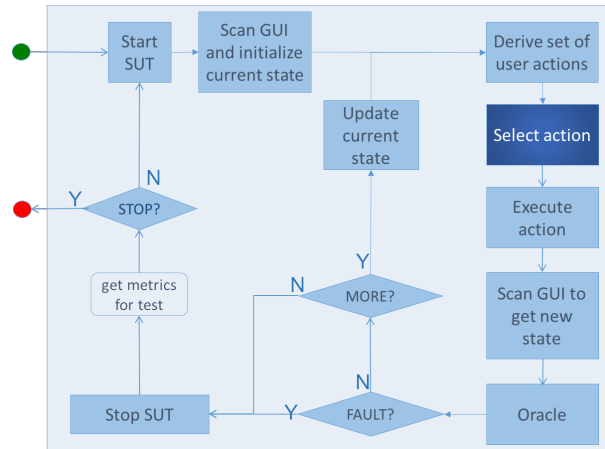 Start
SUT
Scan GUI
and initialize
current state
Derive set of
user actions
Select action
Update
current
state
Execute
action
Y
N
STOP?
get metrics
for test
Y
N
MORE?
Scan GUI to
get new
state
N
Y
FAULT?
Stop SUT
Oracle